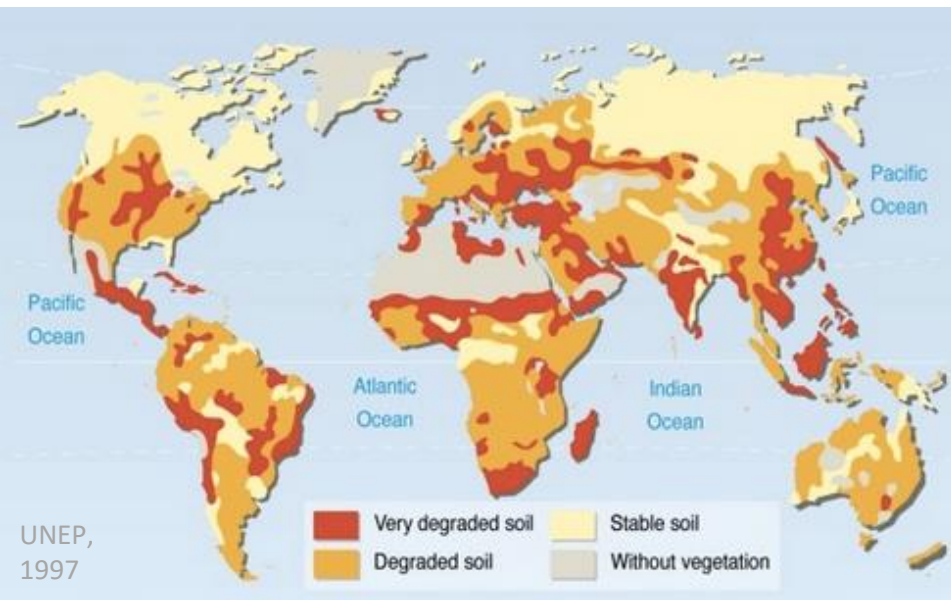 Pacific
Ocean
Pacific
Ocean
Atlantic
Ocean
Indian
Ocean
Very degraded soil
Stable soil
Degraded soil
Without vegetation
UNEP,
1997